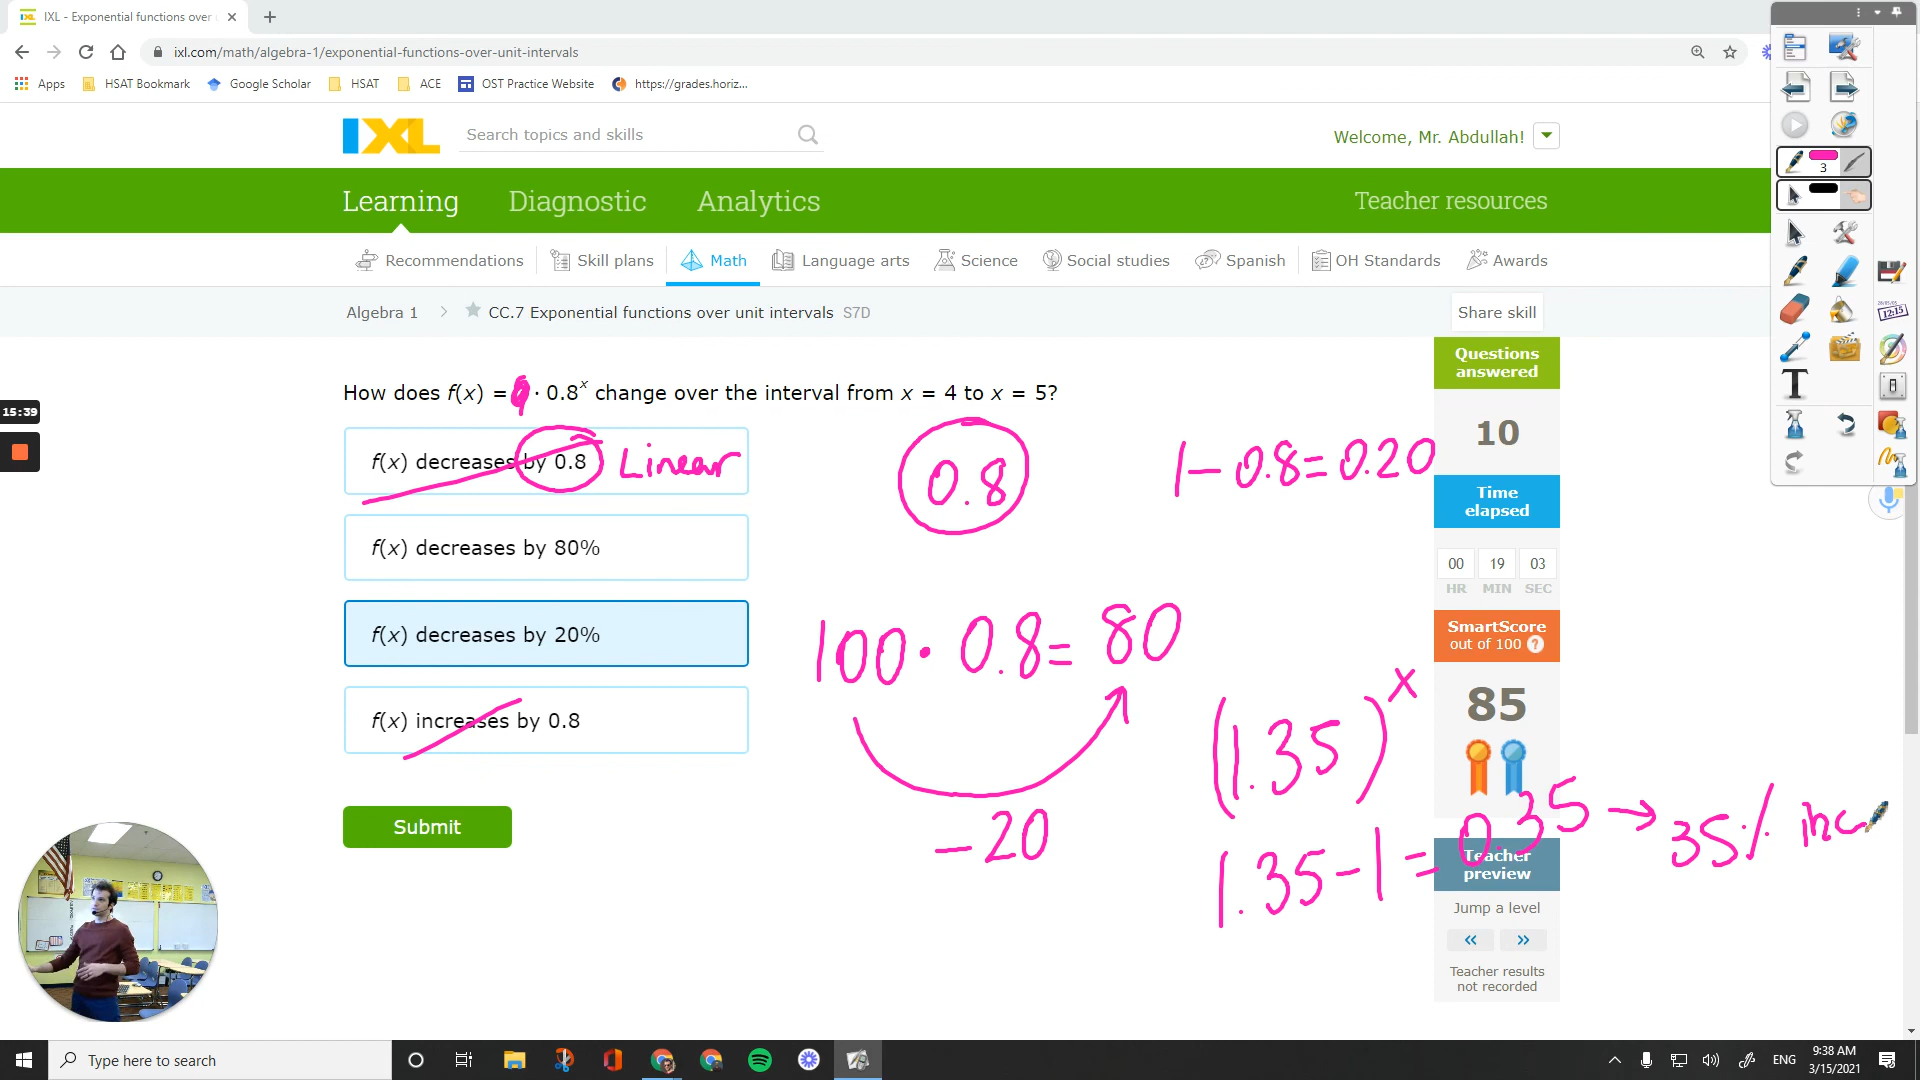 IXL - Exponential functions over
ixl.com/math/algebra-1/exponential-functions-over-unit-intervals
Apps HSAT Bookmark Google Scholar HSAT ACE OST Practice Website https://grades.horiz...
IXL Search topics and skills Welcome, Mr. Abdullah!
3
Learning Diagnostic Analytics Teacher resources
Recommendations Skill plans Math Language arts Science Social studies Spanish OH Standards Awards
Algebra 1 CC.7 Exponential functions over unit intervals S7D Share skill
12:15
T
Questions
answered
10
How does f(x) = · 0.8ˣ change over the interval from x = 4 to x = 5?
15:39
f(x) decreases by 0.8 Linear
0.8
1 - 0.8 = 0.20
Time
elapsed
00 19 03
HR MIN SEC
f(x) decreases by 80%
f(x) decreases by 20%
100 · 0.8 = 80
-20
SmartScore
out of 100 ?
85
f(x) increases by 0.8
(1.35)ˣ
1.35 - 1 = 0.35 → 35% inc
Submit
Teacher
preview
Jump a level
Teacher results
not recorded
Type here to search
ENG
9:38 AM
3/15/2021